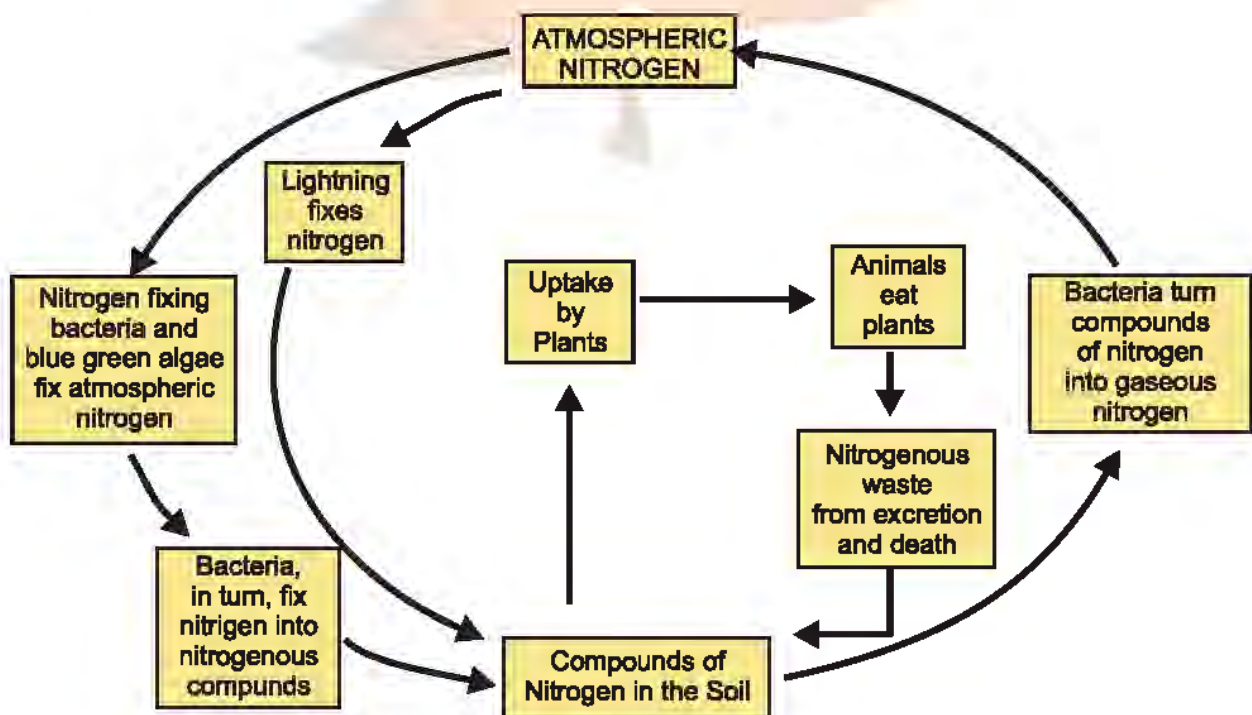 ATMOSPHERIC
NITROGEN
Lightning
fixes
nitrogen
Nitrogen fixing
bacteria and
blue green algae
fix atmospheric
nitrogen
Uptake
by
Plants
Animals
eat
plants
Bacteria turn
compounds
of nitrogen
into gaseous
nitrogen
Nitrogenous
waste
from excretion
and death
Bacteria,
in turn, fix
nitrigen into
nitrogenous
compunds
Compounds of
Nitrogen in the Soil